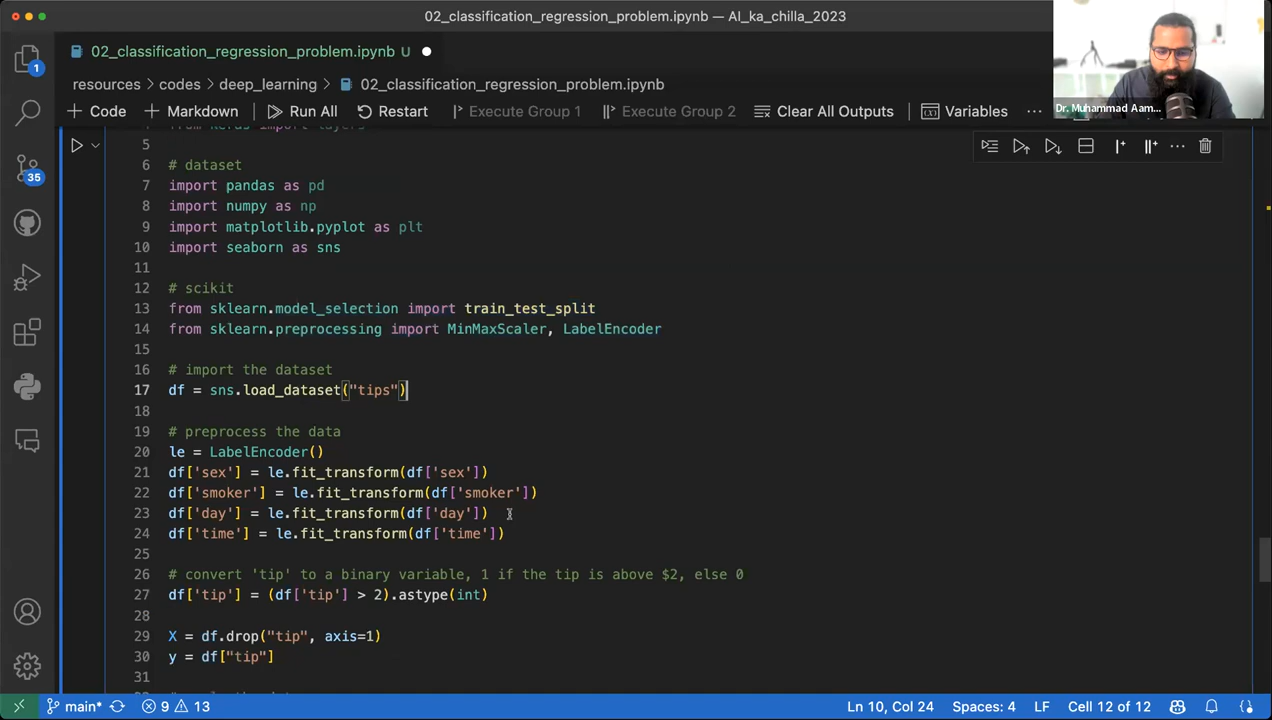 02_classification_regression_problem.ipynb — AI_ka_chilla_2023
02_classification_regression_problem.ipynb U
resources > codes > deep_learning > 02_classification_regression_problem.ipynb
+ Code + Markdown Run All Restart Execute Group 1 Execute Group 2 Clear All Outputs Variables ...
Dr. Muhammad Aam...
1
35
4 from keras import layers
5
6 # dataset
7 import pandas as pd
8 import numpy as np
9 import matplotlib.pyplot as plt
10 import seaborn as sns
11
12 # scikit
13 from sklearn.model_selection import train_test_split
14 from sklearn.preprocessing import MinMaxScaler, LabelEncoder
15
16 # import the dataset
17 df = sns.load_dataset("tips")
18
19 # preprocess the data
20 le = LabelEncoder()
21 df['sex'] = le.fit_transform(df['sex'])
22 df['smoker'] = le.fit_transform(df['smoker'])
23 df['day'] = le.fit_transform(df['day'])
24 df['time'] = le.fit_transform(df['time'])
25
26 # convert 'tip' to a binary variable, 1 if the tip is above $2, else 0
27 df['tip'] = (df['tip'] > 2).astype(int)
28
29 X = df.drop("tip", axis=1)
30 y = df["tip"]
31
main* 9 13 Ln 10, Col 24 Spaces: 4 LF Cell 12 of 12